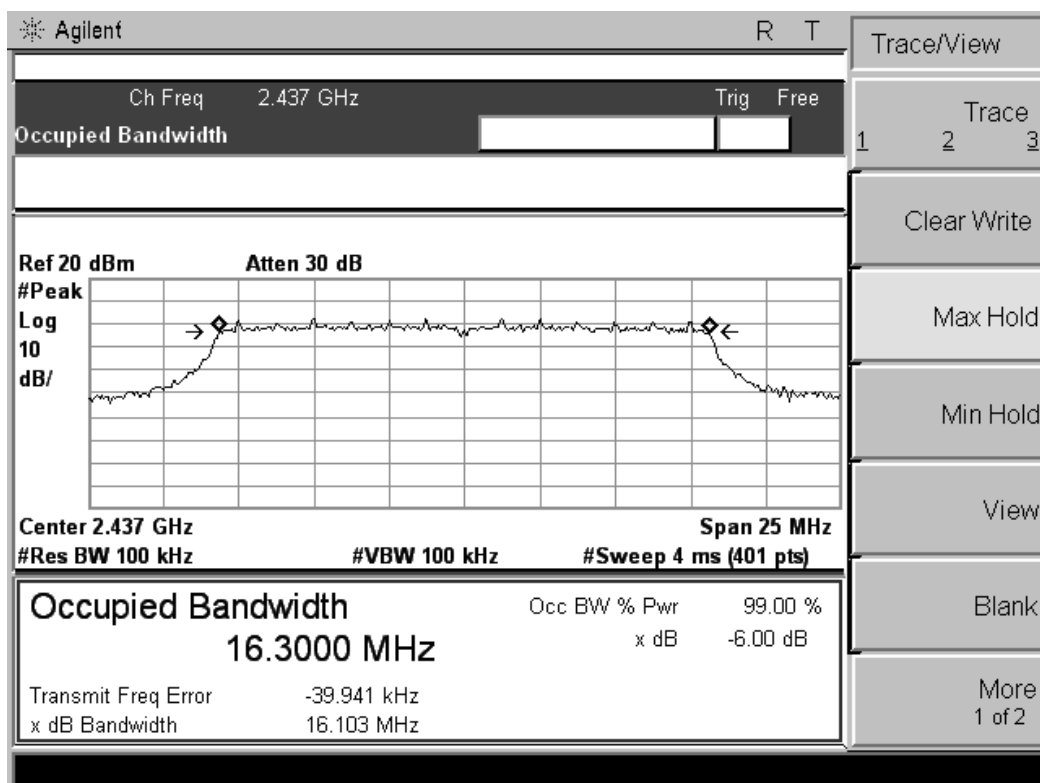 Agilent R T
Trace/View
Ch Freq 2.437 GHz Trig Free
Occupied Bandwidth
Trace
1 2 3
Clear Write
Ref 20 dBm Atten 30 dB
#Peak
Log
10
dB/
Max Hold
Min Hold
Center 2.437 GHz Span 25 MHz
#Res BW 100 kHz #VBW 100 kHz #Sweep 4 ms (401 pts)
View
Occupied Bandwidth
16.3000 MHz
Occ BW % Pwr 99.00 %
x dB -6.00 dB
Transmit Freq Error -39.941 kHz
x dB Bandwidth 16.103 MHz
Blank
More
1 of 2